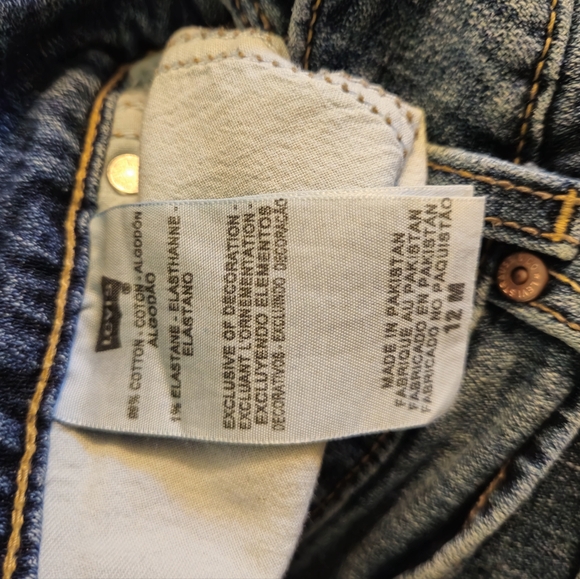 Levi's
®
99% COTTON - COTON - ALGODÓN
ALGODÃO
1% ELASTANE - ELASTHANNE -
ELASTANO
EXCLUSIVE OF DECORATION
EXCLUANT L'ORNEMENTATION -
EXCLUYENDO ELEMENTOS
DECORATIVOS - EXCLUINDO DECORAÇÃO
MADE IN PAKISTAN
FABRIQUÉ AU PAKISTAN
FABRICADO EN PAKISTÁN
FABRICADO NO PAQUISTÃO
12 M